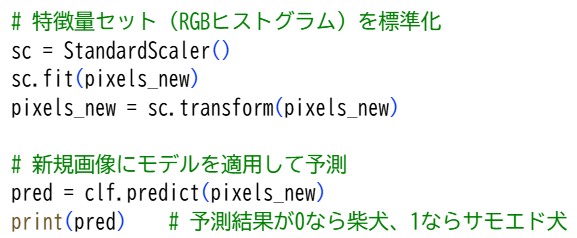 # 特徴量セット（RGBヒストグラム）を標準化
sc = StandardScaler()
sc.fit(pixels_new)
pixels_new = sc.transform(pixels_new)

# 新規画像にモデルを適用して予測
pred = clf.predict(pixels_new)
print(pred)   # 予測結果が0なら柴犬、1ならサモエド犬